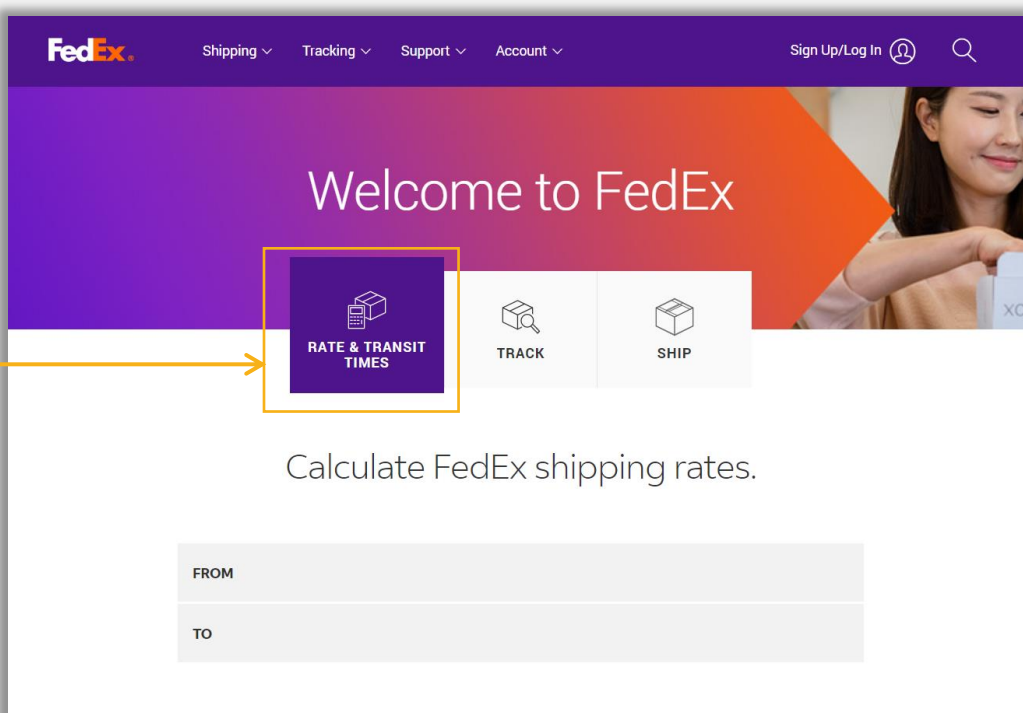 FedEx®
Shipping Tracking Support Account Sign Up/Log In
Welcome to FedEx
RATE & TRANSIT
TIMES
TRACK
SHIP
Calculate FedEx shipping rates.
FROM
TO